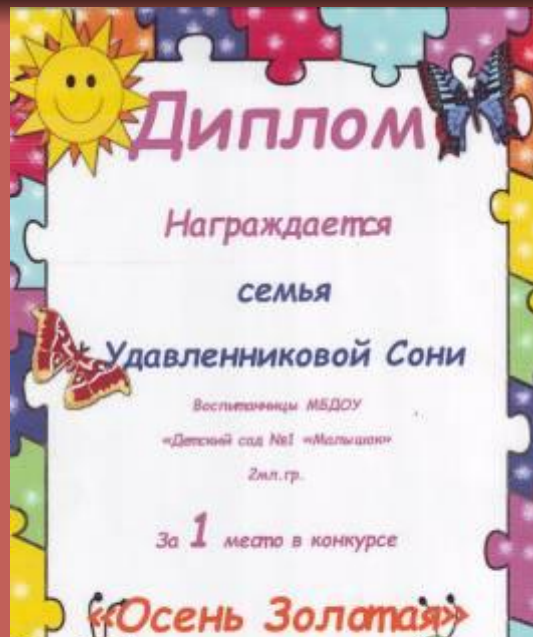 Диплом
Награждается
семья
Удавленниковой Сони
Воспитанницы МБДОУ
«Детский сад №1 «Малышок»
2мл.гр.
За 1 место в конкурсе
«Осень Золотая»